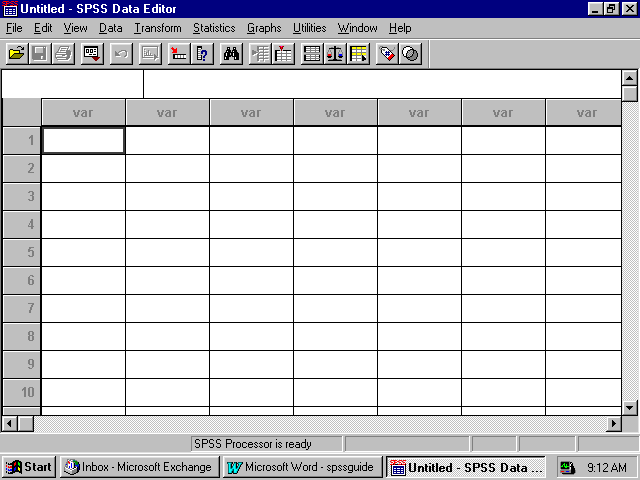 Untitled - SPSS Data Editor
File Edit View Data Transform Statistics Graphs Utilities Window Help
var var var var var var var
1
2
3
4
5
6
7
8
9
10
SPSS Processor is ready
Start Inbox - Microsoft Exchange Microsoft Word - spssguide Untitled - SPSS Data ... 9:12 AM